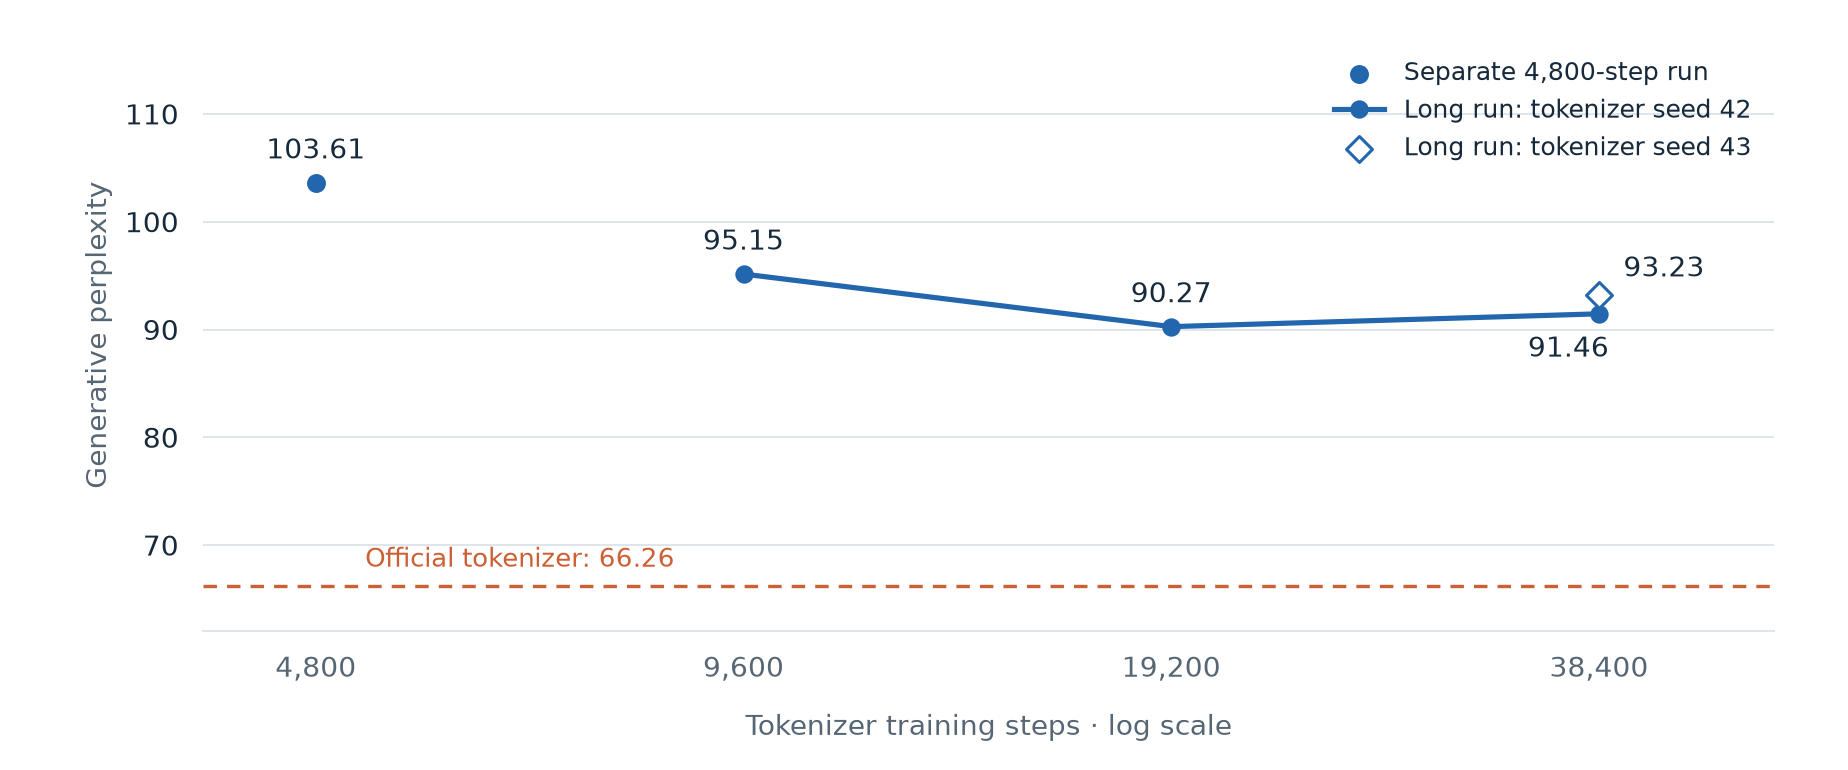 Separate 4,800-step run
Long run: tokenizer seed 42
Long run: tokenizer seed 43
110
103.61
100
95.15
93.23
90.27
90
91.46
80
70
Official tokenizer: 66.26
Generative perplexity
4,800
9,600
19,200
38,400
Tokenizer training steps · log scale